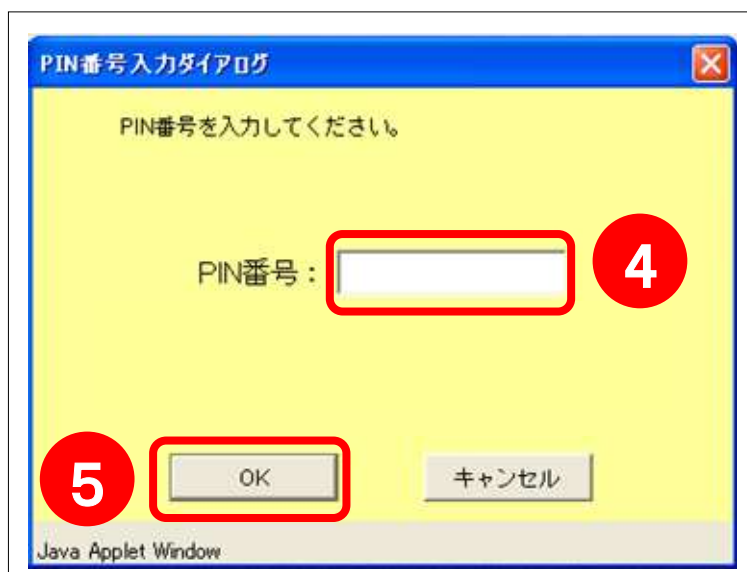 PIN番号入力ダイアログ
PIN番号を入力してください。
PIN番号：
4
5
OK
キャンセル
Java Applet Window